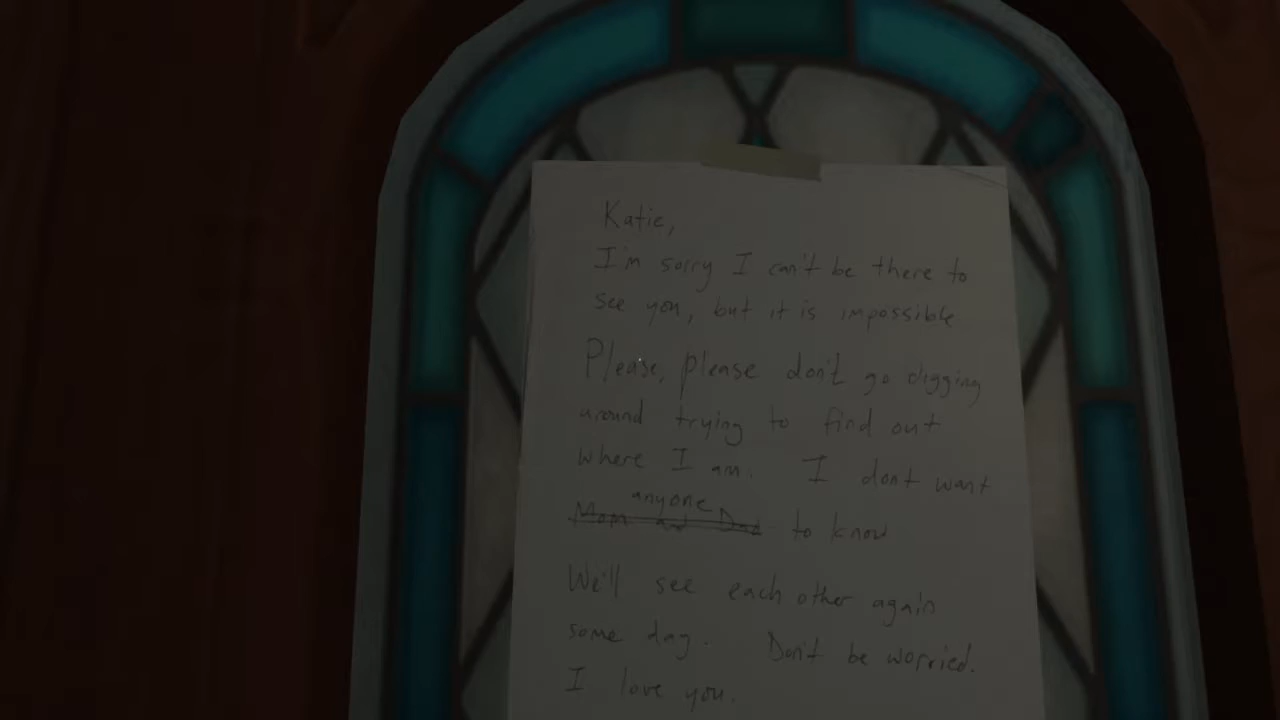 Katie,
I'm sorry I can't be there to
see you, but it is impossible
Please, please don't go digging
around trying to find out
where I am. I don't want
anyone
Mom and Dad to know
We'll see each other again
some day. Don't be worried.
I love you.